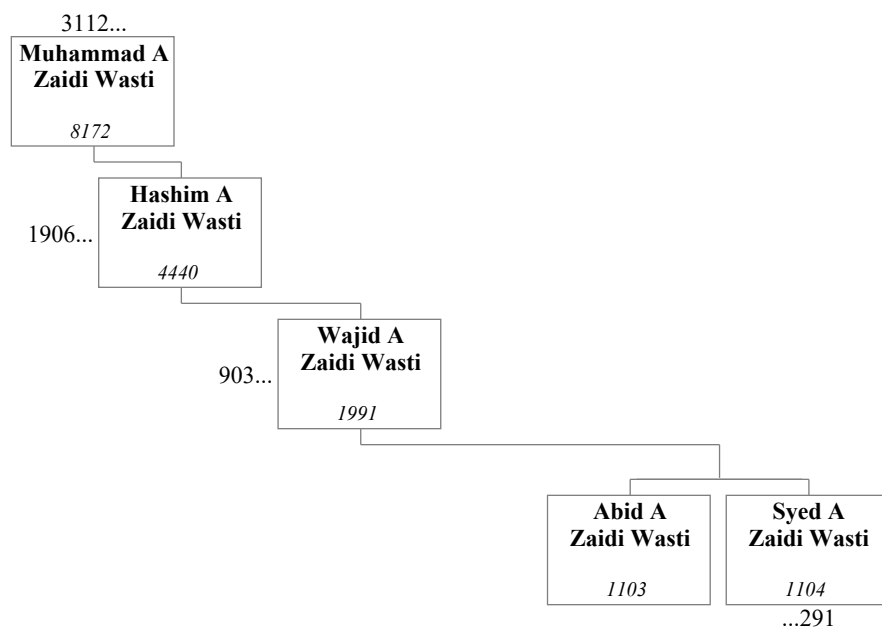 3112...
Muhammad A
Zaidi Wasti
8172
Hashim A
Zaidi Wasti
1906...
4440
Wajid A
Zaidi Wasti
903...
1991
Abid A
Zaidi Wasti
1103
Syed A
Zaidi Wasti
1104
...291